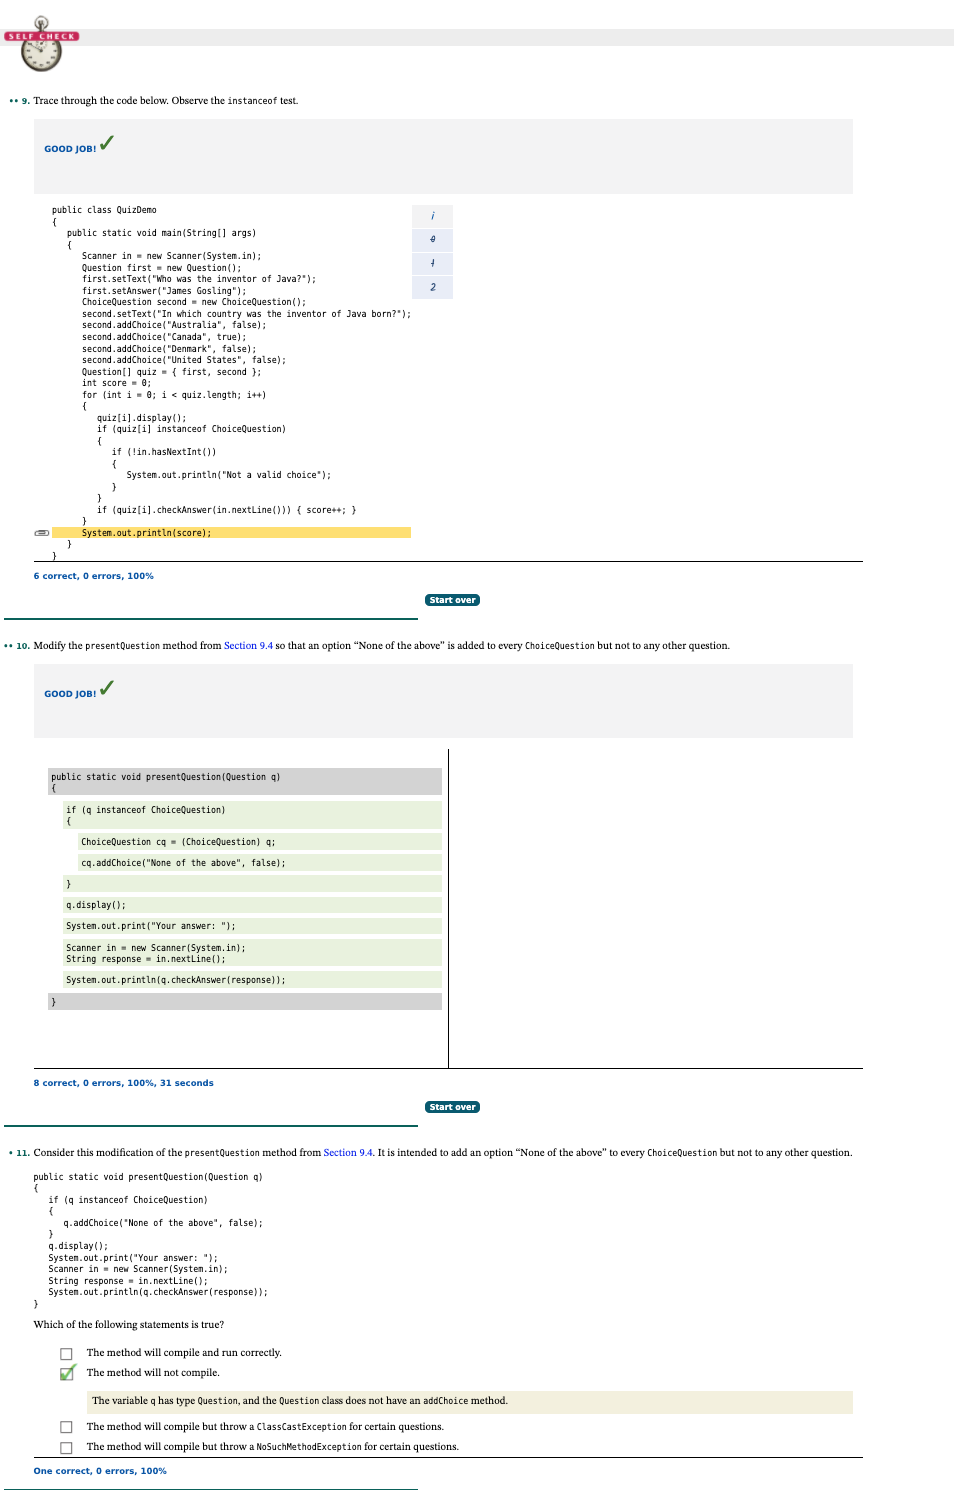 SELF CHECK
•• 9. Trace through the code below. Observe the instanceof test.
GOOD JOB! ✓
public class QuizDemo
{
public static void main(String[] args)
{
Scanner in = new Scanner(System.in);
Question first = new Question();
first.setText("Who was the inventor of Java?");
first.setAnswer("James Gosling");
ChoiceQuestion second = new ChoiceQuestion();
second.setText("In which country was the inventor of Java born?");
second.addChoice("Australia", false);
second.addChoice("Canada", true);
second.addChoice("Denmark", false);
second.addChoice("United States", false);
Question[] quiz = { first, second };
int score = 0;
for (int i = 0; i < quiz.length; i++)
{
quiz[i].display();
if (quiz[i] instanceof ChoiceQuestion)
{
if (!in.hasNextInt())
{
System.out.println("Not a valid choice");
}
}
if (quiz[i].checkAnswer(in.nextLine())) { score++; }
}
System.out.println(score);
}
}
i
0
1
2
6 correct, 0 errors, 100%
Start over
•• 10. Modify the presentQuestion method from Section 9.4 so that an option “None of the above” is added to every ChoiceQuestion but not to any other question.
GOOD JOB! ✓
public static void presentQuestion(Question q)
{
if (q instanceof ChoiceQuestion)
{
ChoiceQuestion cq = (ChoiceQuestion) q;
cq.addChoice("None of the above", false);
}
q.display();
System.out.print("Your answer: ");
Scanner in = new Scanner(System.in);
String response = in.nextLine();
System.out.println(q.checkAnswer(response));
}
8 correct, 0 errors, 100%, 31 seconds
Start over
• 11. Consider this modification of the presentQuestion method from Section 9.4. It is intended to add an option “None of the above” to every ChoiceQuestion but not to any other question.
public static void presentQuestion(Question q)
{
if (q instanceof ChoiceQuestion)
{
q.addChoice("None of the above", false);
}
q.display();
System.out.print("Your answer: ");
Scanner in = new Scanner(System.in);
String response = in.nextLine();
System.out.println(q.checkAnswer(response));
}
Which of the following statements is true?
The method will compile and run correctly.
The method will not compile.
The variable q has type Question, and the Question class does not have an addChoice method.
The method will compile but throw a ClassCastException for certain questions.
The method will compile but throw a NoSuchMethodException for certain questions.
One correct, 0 errors, 100%